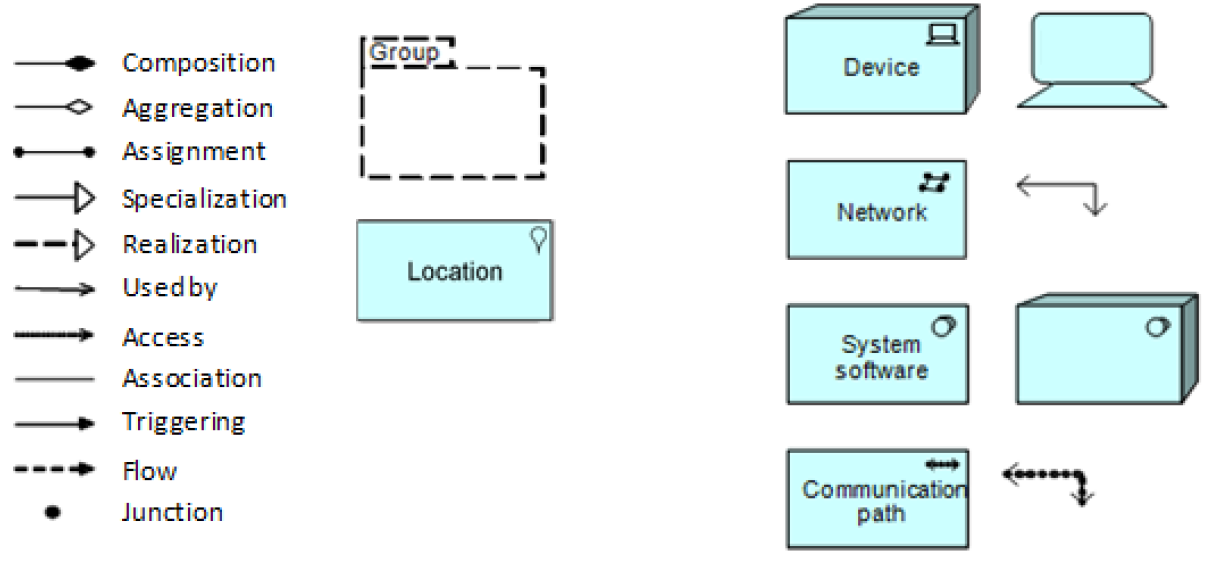 Composition
Aggregation
Assignment
Specialization
Realization
Used by
Access
Association
Triggering
Flow
Junction
Group
Location
Device
Network
System
software
Communication
path